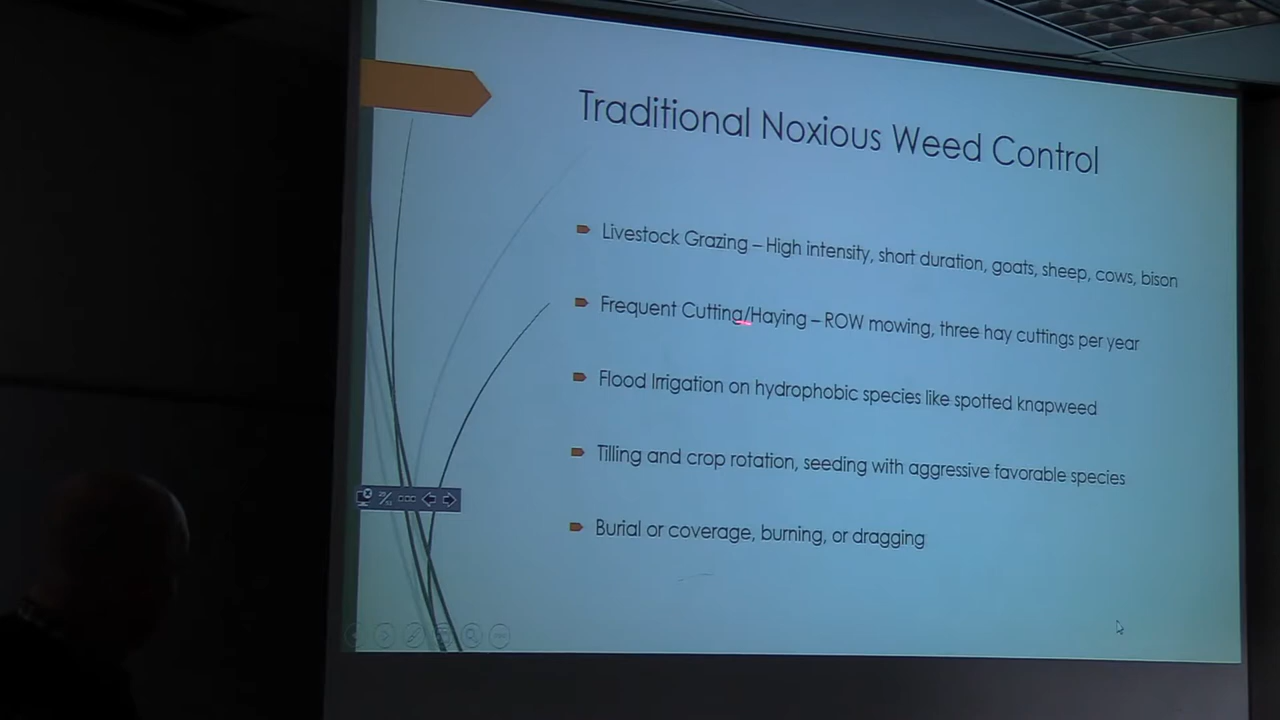 Traditional Noxious Weed Control
Livestock Grazing – High intensity, short duration, goats, sheep, cows, bison
Frequent Cutting/Haying – ROW mowing, three hay cuttings per year
Flood Irrigation on hydrophobic species like spotted knapweed
Tilling and crop rotation, seeding with aggressive favorable species
Burial or coverage, burning, or dragging